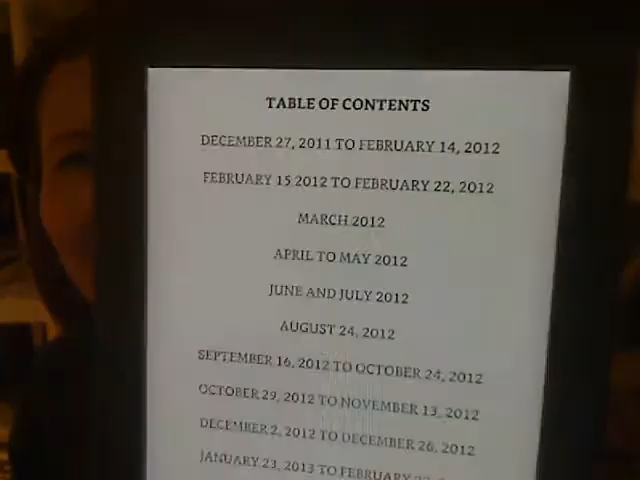 TABLE OF CONTENTS
DECEMBER 27, 2011 TO FEBRUARY 14, 2012
FEBRUARY 15 2012 TO FEBRUARY 22, 2012
MARCH 2012
APRIL TO MAY 2012
JUNE AND JULY 2012
AUGUST 24, 2012
SEPTEMBER 16, 2012 TO OCTOBER 24, 2012
OCTOBER 29, 2012 TO NOVEMBER 13, 2012
DECEMBER 2, 2012 TO DECEMBER 26, 2012
JANUARY 23, 2013 TO FEBRUARY